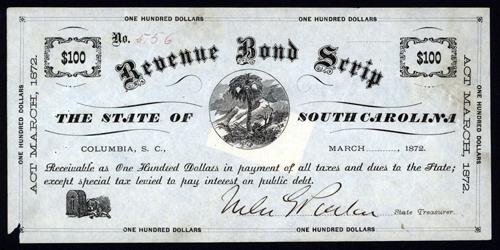 ONE HUNDRED DOLLARS ONE HUNDRED DOLLARS
No. 556
$100 Revenue Bond Scrip $100
ACT MARCH, 1872.
ONE HUNDRED DOLLARS
THE STATE OF SOUTH CAROLINA
ACT MARCH, 1872.
ONE HUNDRED DOLLARS
COLUMBIA, S. C., MARCH ............, 1872.
Receivable as One Hundred Dollars in payment of all taxes and dues to the State;
except special tax levied to pay interest on public debt.
State Treasurer.
ONE HUNDRED DOLLARS ONE HUNDRED DOLLARS